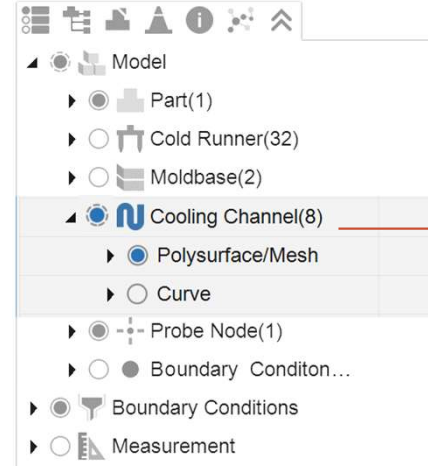 Model
Part(1)
Cold Runner(32)
Moldbase(2)
Cooling Channel(8)
Polysurface/Mesh
Curve
Probe Node(1)
Boundary Conditon...
Boundary Conditions
Measurement